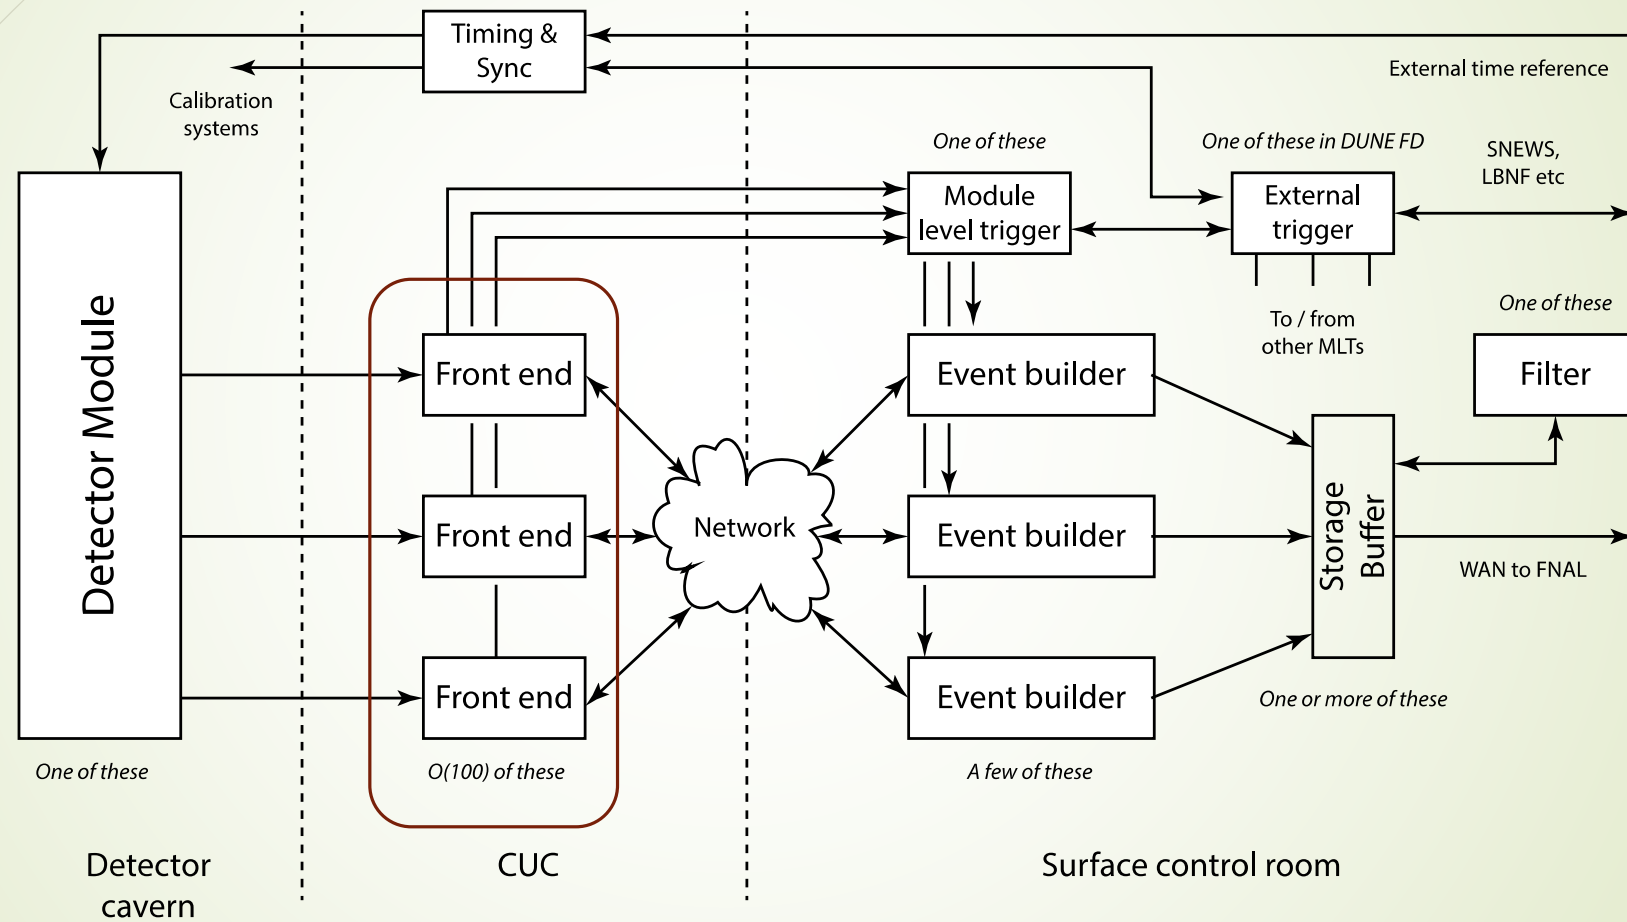 Timing &
Sync
External time reference
Calibration
systems
One of these
One of these in DUNE FD
SNEWS,
LBNF etc
Module
level trigger
External
trigger
To / from
other MLTs
One of these
Filter
Detector Module
Front end
Event builder
Front end
Network
Event builder
Storage
Buffer
WAN to FNAL
Front end
Event builder
One or more of these
One of these
O(100) of these
A few of these
Detector
cavern
CUC
Surface control room